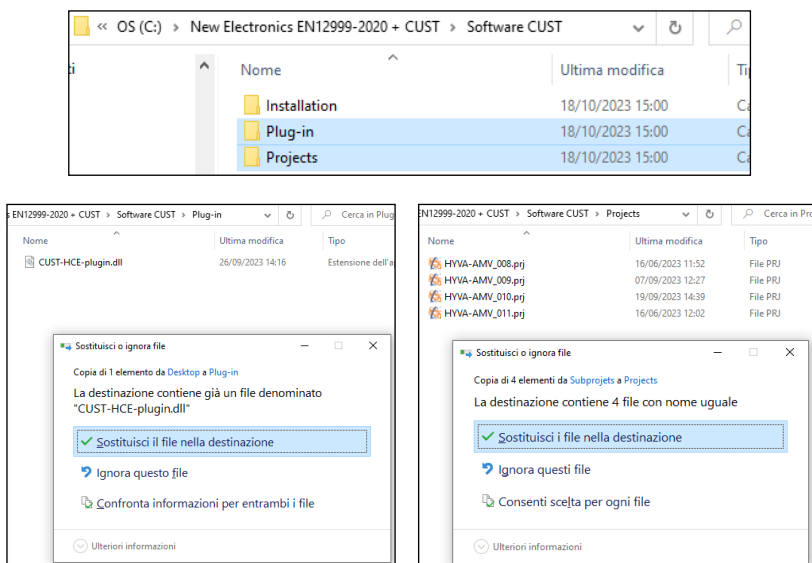 « OS (C:) > New Electronics EN12999-2020 + CUST > Software CUST
Nome Ultima modifica
Installation 18/10/2023 15:00
Plug-in 18/10/2023 15:00
Projects 18/10/2023 15:00
EN12999-2020 + CUST > Software CUST > Plug-in Cerca in Plug
Nome Ultima modifica Tipo
CUST-HCE-plugin.dll 26/09/2023 14:16 Estensione dell'a
Sostituisci o ignora file
Copia di 1 elemento da Desktop a Plug-in
La destinazione contiene già un file denominato
"CUST-HCE-plugin.dll"
Sostituisci il file nella destinazione
Ignora questo file
Confronta informazioni per entrambi i file
Ulteriori informazioni
EN12999-2020 + CUST > Software CUST > Projects Cerca in Pro
Nome Ultima modifica Tipo
HYVA-AMV_008.prj 16/06/2023 11:52 File PRJ
HYVA-AMV_009.prj 07/09/2023 12:27 File PRJ
HYVA-AMV_010.prj 19/09/2023 14:39 File PRJ
HYVA-AMV_011.prj 16/06/2023 12:02 File PRJ
Sostituisci o ignora file
Copia di 4 elementi da Subprojets a Projects
La destinazione contiene 4 file con nome uguale
Sostituisci i file nella destinazione
Ignora questi file
Consenti scelta per ogni file
Ulteriori informazioni